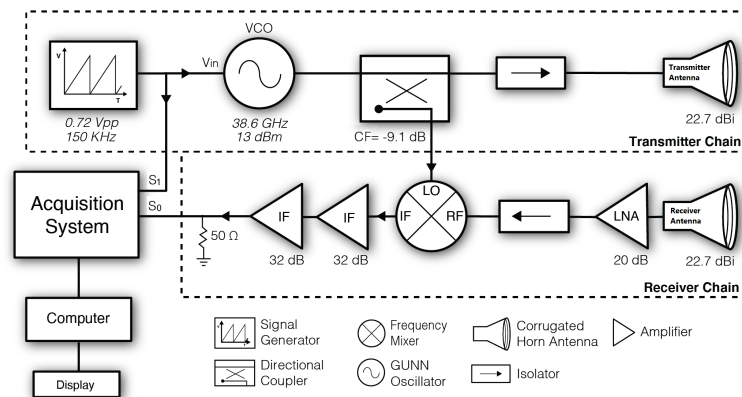 VCO
V
T
Vin
0.72 Vpp
150 KHz
38.6 GHz
13 dBm
CF= -9.1 dB
Transmitter
Antenna
22.7 dBi
Transmitter Chain
S1
S0
Acquisition
System
50 Ω
IF
32 dB
IF
32 dB
LO
IF
RF
LNA
20 dB
Receiver
Antenna
22.7 dBi
Receiver Chain
Computer
Display
Signal
Generator
Frequency
Mixer
Corrugated
Horn Antenna
Amplifier
Directional
Coupler
GUNN
Oscillator
Isolator